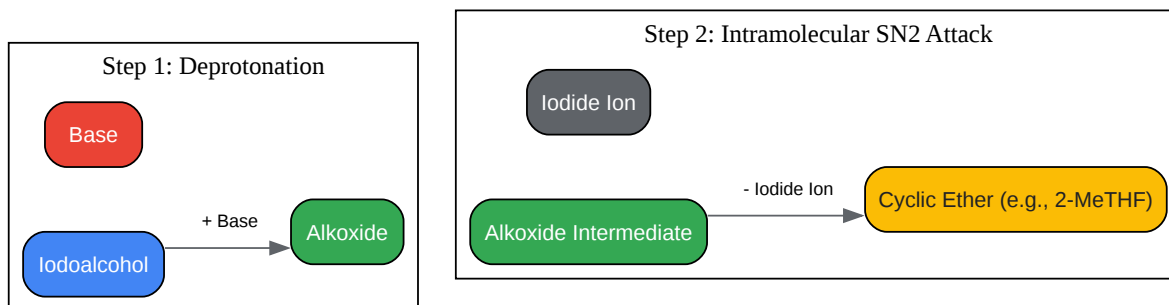 Step 1: Deprotonation
Base
+ Base
Alkoxide
Iodoalcohol
Step 2: Intramolecular SN2 Attack
Iodide Ion
- Iodide Ion
Cyclic Ether (e.g., 2-MeTHF)
Alkoxide Intermediate